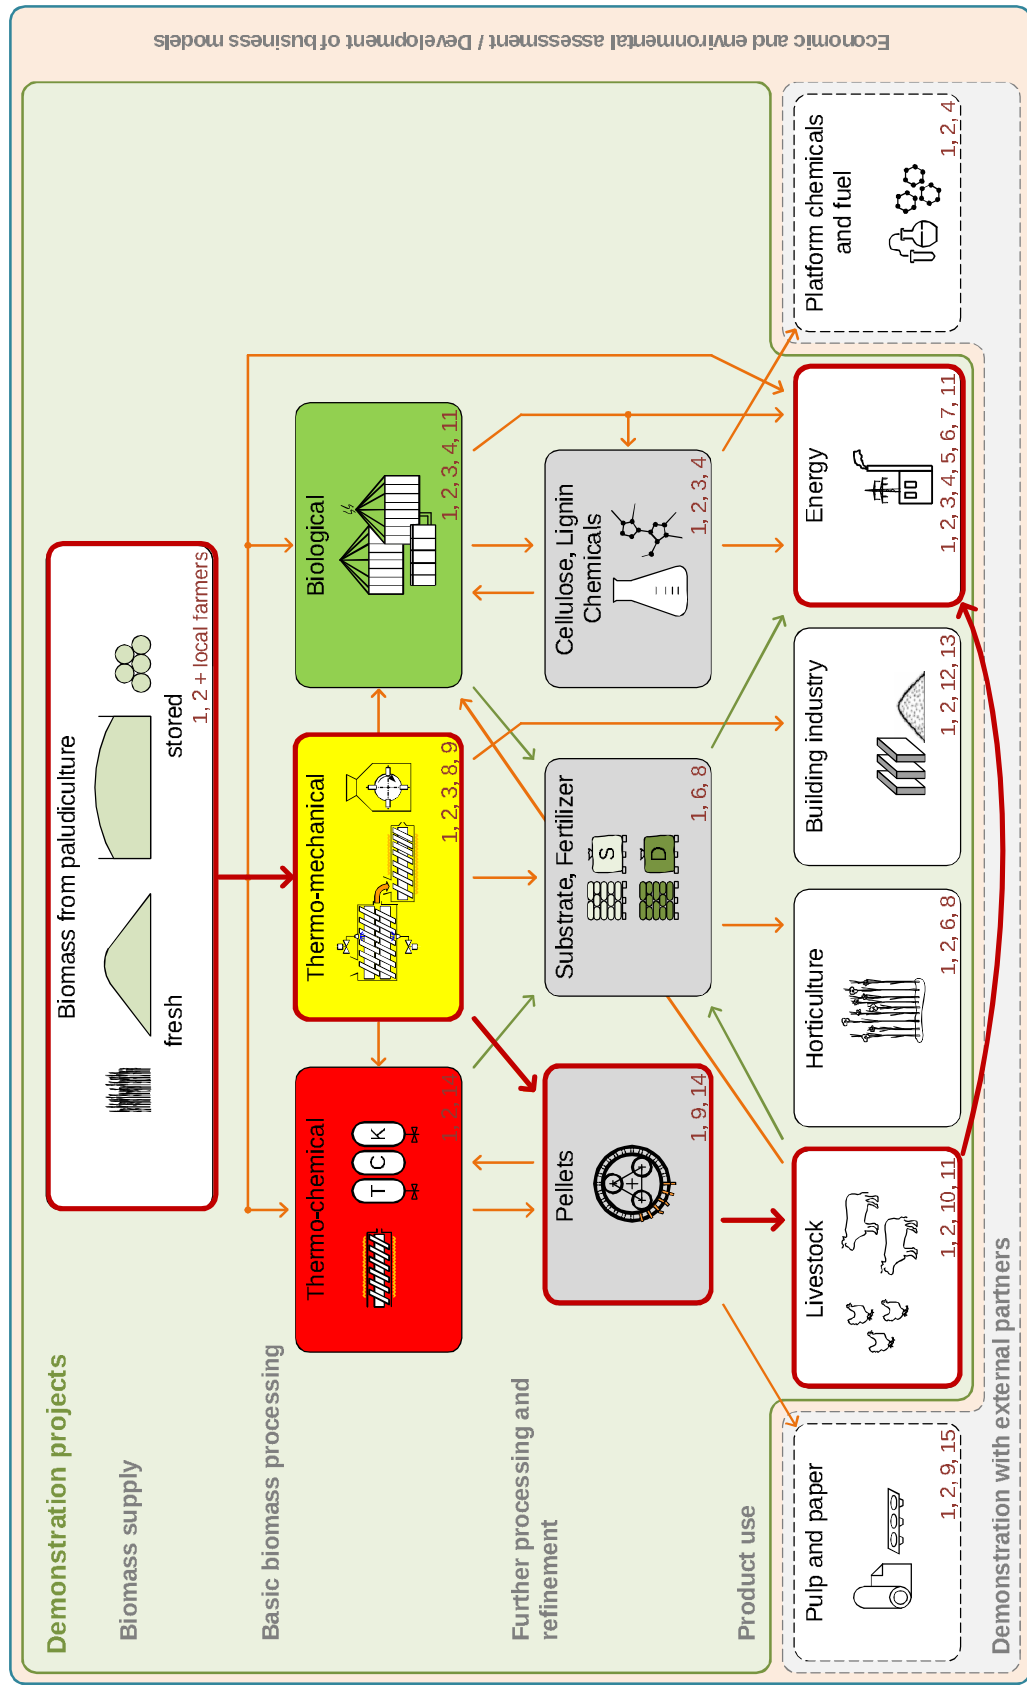 Economic and environmental assessment / Development of business models
Demonstration projects
Biomass supply
Biomass from paludiculture
fresh
stored
1, 2 + local farmers
Basic biomass processing
Thermo-chemical
T C K
1, 2, 14
Thermo-mechanical
1, 2, 3, 8, 9
Biological
1, 2, 3, 4, 11
Further processing and
refinement
Pellets
1, 9, 14
Substrate, Fertilizer
S
D
1, 6, 8
Cellulose, Lignin
Chemicals
1, 2, 3, 4
Product use
Pulp and paper
1, 2, 9, 15
Livestock
1, 2, 10, 11
Horticulture
1, 2, 6, 8
Building industry
1, 2, 12, 13
Energy
1, 2, 3, 4, 5, 6, 7, 11
Platform chemicals
and fuel
1, 2, 4
Demonstration with external partners